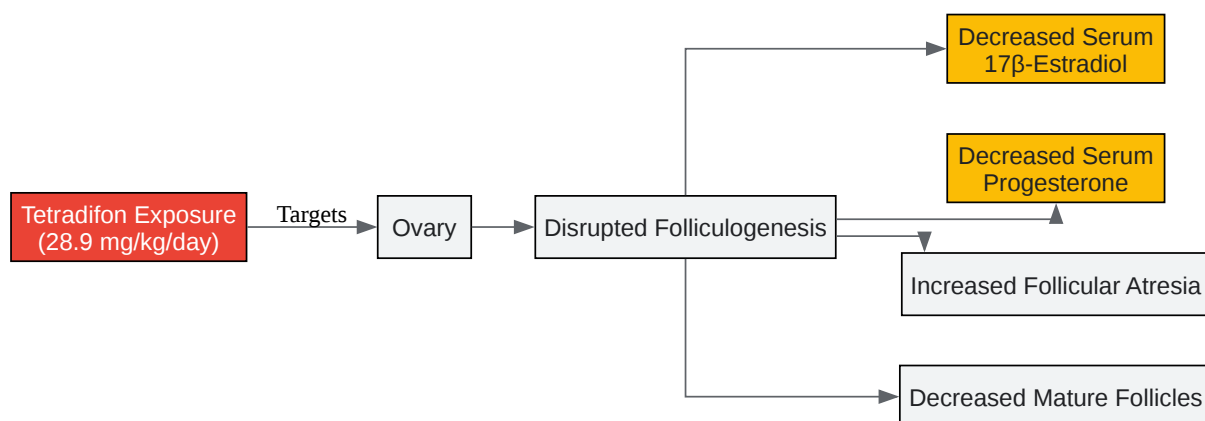 Decreased Serum
17β-Estradiol
Decreased Serum
Progesterone
Tetradifon Exposure
(28.9 mg/kg/day)
Targets
Ovary
Disrupted Folliculogenesis
Increased Follicular Atresia
Decreased Mature Follicles